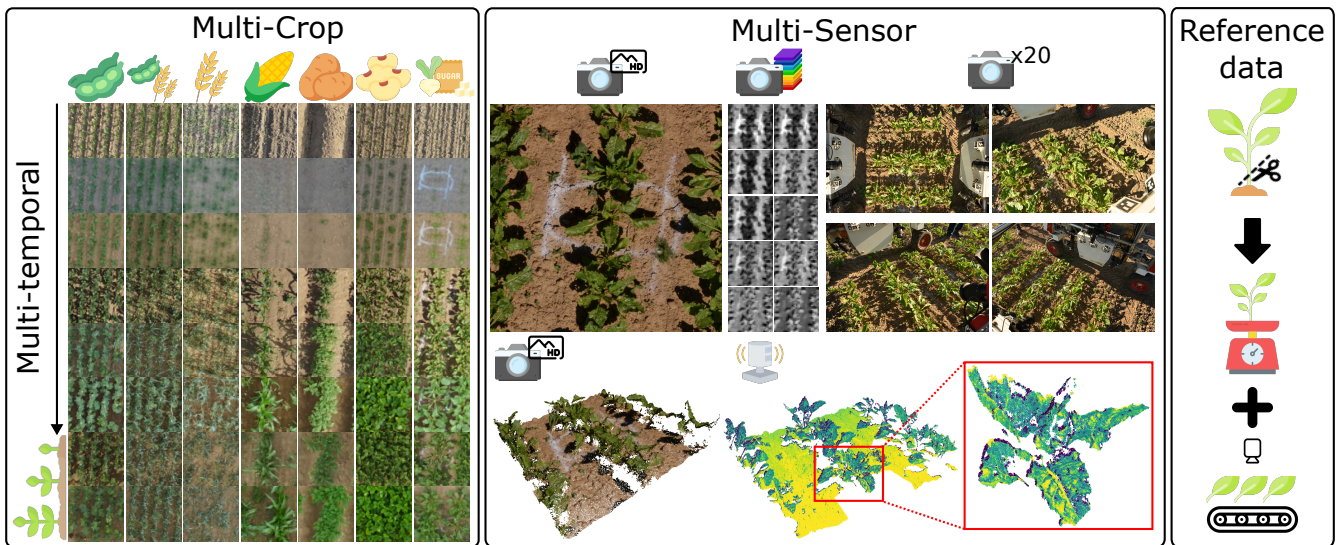 Multi-Crop
SUGAR
Multi-temporal
Multi-Sensor
HD
x20
HD
Reference
data